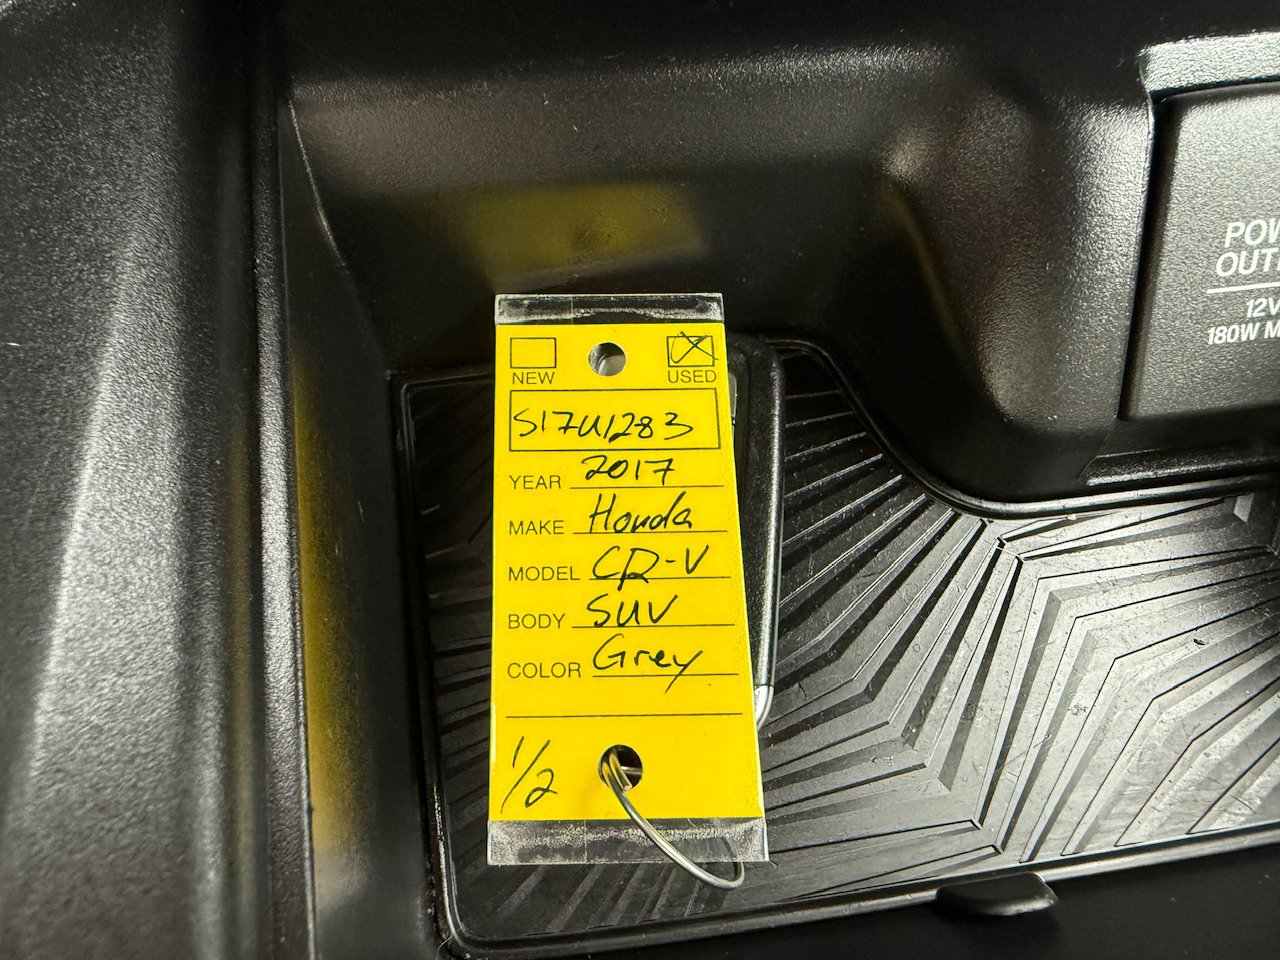 NEW USED
S17U1283
YEAR 2017
MAKE Honda
MODEL CR-V
BODY SUV
COLOR Grey
1/2
POW
OUT
12V
180W M